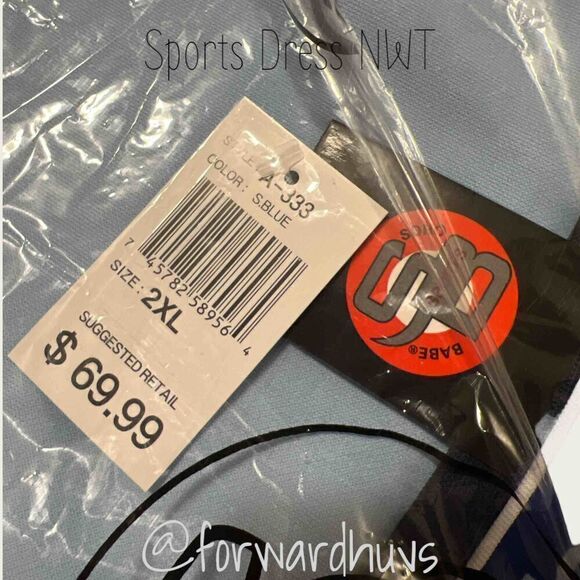 Sports Dress NWT
STYLE: A-333
COLOR: S.BLUE
7 45782 58956 4
SIZE: 2XL
SUGGESTED RETAIL
$69.99
BABE®
@forwardhuvs